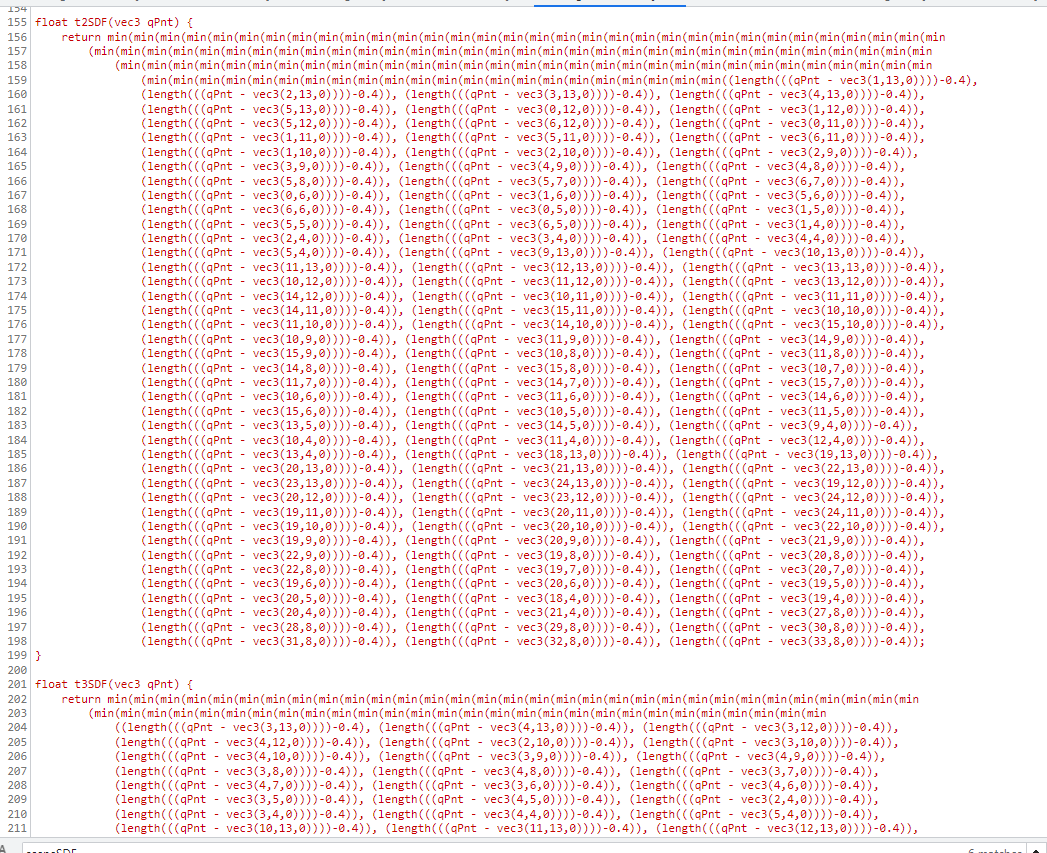 154
155 float t2SDF(vec3 qPnt) {
156 return min(min(min(min(min(min(min(min(min(min(min(min(min(min(min(min(min(min(min(min(min(min(min(min(min(min(min(min(min(min(min(min
157 (min(min(min(min(min(min(min(min(min(min(min(min(min(min(min(min(min(min(min(min(min(min(min(min(min(min(min(min(min(min(min(min
158 (min(min(min(min(min(min(min(min(min(min(min(min(min(min(min(min(min(min(min(min(min(min(min(min(min(min(min(min(min(min(min
159 (min(min(min(min(min(min(min(min(min(min(min(min(min(min(min(min(min(min(min(min(min(min((length(((qPnt - vec3(1,13,0))))-0.4),
160 (length(((qPnt - vec3(2,13,0))))-0.4)), (length(((qPnt - vec3(3,13,0))))-0.4)), (length(((qPnt - vec3(4,13,0))))-0.4)),
161 (length(((qPnt - vec3(5,13,0))))-0.4)), (length(((qPnt - vec3(0,12,0))))-0.4)), (length(((qPnt - vec3(1,12,0))))-0.4)),
162 (length(((qPnt - vec3(5,12,0))))-0.4)), (length(((qPnt - vec3(6,12,0))))-0.4)), (length(((qPnt - vec3(0,11,0))))-0.4)),
163 (length(((qPnt - vec3(1,11,0))))-0.4)), (length(((qPnt - vec3(5,11,0))))-0.4)), (length(((qPnt - vec3(6,11,0))))-0.4)),
164 (length(((qPnt - vec3(1,10,0))))-0.4)), (length(((qPnt - vec3(2,10,0))))-0.4)), (length(((qPnt - vec3(2,9,0))))-0.4)),
165 (length(((qPnt - vec3(3,9,0))))-0.4)), (length(((qPnt - vec3(4,9,0))))-0.4)), (length(((qPnt - vec3(4,8,0))))-0.4)),
166 (length(((qPnt - vec3(5,8,0))))-0.4)), (length(((qPnt - vec3(5,7,0))))-0.4)), (length(((qPnt - vec3(6,7,0))))-0.4)),
167 (length(((qPnt - vec3(0,6,0))))-0.4)), (length(((qPnt - vec3(1,6,0))))-0.4)), (length(((qPnt - vec3(5,6,0))))-0.4)),
168 (length(((qPnt - vec3(6,6,0))))-0.4)), (length(((qPnt - vec3(0,5,0))))-0.4)), (length(((qPnt - vec3(1,5,0))))-0.4)),
169 (length(((qPnt - vec3(5,5,0))))-0.4)), (length(((qPnt - vec3(6,5,0))))-0.4)), (length(((qPnt - vec3(1,4,0))))-0.4)),
170 (length(((qPnt - vec3(2,4,0))))-0.4)), (length(((qPnt - vec3(3,4,0))))-0.4)), (length(((qPnt - vec3(4,4,0))))-0.4)),
171 (length(((qPnt - vec3(5,4,0))))-0.4)), (length(((qPnt - vec3(9,13,0))))-0.4)), (length(((qPnt - vec3(10,13,0))))-0.4)),
172 (length(((qPnt - vec3(11,13,0))))-0.4)), (length(((qPnt - vec3(12,13,0))))-0.4)), (length(((qPnt - vec3(13,13,0))))-0.4)),
173 (length(((qPnt - vec3(10,12,0))))-0.4)), (length(((qPnt - vec3(11,12,0))))-0.4)), (length(((qPnt - vec3(13,12,0))))-0.4)),
174 (length(((qPnt - vec3(14,12,0))))-0.4)), (length(((qPnt - vec3(10,11,0))))-0.4)), (length(((qPnt - vec3(11,11,0))))-0.4)),
175 (length(((qPnt - vec3(14,11,0))))-0.4)), (length(((qPnt - vec3(15,11,0))))-0.4)), (length(((qPnt - vec3(10,10,0))))-0.4)),
176 (length(((qPnt - vec3(11,10,0))))-0.4)), (length(((qPnt - vec3(14,10,0))))-0.4)), (length(((qPnt - vec3(15,10,0))))-0.4)),
177 (length(((qPnt - vec3(10,9,0))))-0.4)), (length(((qPnt - vec3(11,9,0))))-0.4)), (length(((qPnt - vec3(14,9,0))))-0.4)),
178 (length(((qPnt - vec3(15,9,0))))-0.4)), (length(((qPnt - vec3(10,8,0))))-0.4)), (length(((qPnt - vec3(11,8,0))))-0.4)),
179 (length(((qPnt - vec3(14,8,0))))-0.4)), (length(((qPnt - vec3(15,8,0))))-0.4)), (length(((qPnt - vec3(10,7,0))))-0.4)),
180 (length(((qPnt - vec3(11,7,0))))-0.4)), (length(((qPnt - vec3(14,7,0))))-0.4)), (length(((qPnt - vec3(15,7,0))))-0.4)),
181 (length(((qPnt - vec3(10,6,0))))-0.4)), (length(((qPnt - vec3(11,6,0))))-0.4)), (length(((qPnt - vec3(14,6,0))))-0.4)),
182 (length(((qPnt - vec3(15,6,0))))-0.4)), (length(((qPnt - vec3(10,5,0))))-0.4)), (length(((qPnt - vec3(11,5,0))))-0.4)),
183 (length(((qPnt - vec3(13,5,0))))-0.4)), (length(((qPnt - vec3(14,5,0))))-0.4)), (length(((qPnt - vec3(9,4,0))))-0.4)),
184 (length(((qPnt - vec3(10,4,0))))-0.4)), (length(((qPnt - vec3(11,4,0))))-0.4)), (length(((qPnt - vec3(12,4,0))))-0.4)),
185 (length(((qPnt - vec3(13,4,0))))-0.4)), (length(((qPnt - vec3(18,13,0))))-0.4)), (length(((qPnt - vec3(19,13,0))))-0.4)),
186 (length(((qPnt - vec3(20,13,0))))-0.4)), (length(((qPnt - vec3(21,13,0))))-0.4)), (length(((qPnt - vec3(22,13,0))))-0.4)),
187 (length(((qPnt - vec3(23,13,0))))-0.4)), (length(((qPnt - vec3(24,13,0))))-0.4)), (length(((qPnt - vec3(19,12,0))))-0.4)),
188 (length(((qPnt - vec3(20,12,0))))-0.4)), (length(((qPnt - vec3(23,12,0))))-0.4)), (length(((qPnt - vec3(24,12,0))))-0.4)),
189 (length(((qPnt - vec3(19,11,0))))-0.4)), (length(((qPnt - vec3(20,11,0))))-0.4)), (length(((qPnt - vec3(24,11,0))))-0.4)),
190 (length(((qPnt - vec3(19,10,0))))-0.4)), (length(((qPnt - vec3(20,10,0))))-0.4)), (length(((qPnt - vec3(22,10,0))))-0.4)),
191 (length(((qPnt - vec3(19,9,0))))-0.4)), (length(((qPnt - vec3(20,9,0))))-0.4)), (length(((qPnt - vec3(21,9,0))))-0.4)),
192 (length(((qPnt - vec3(22,9,0))))-0.4)), (length(((qPnt - vec3(19,8,0))))-0.4)), (length(((qPnt - vec3(20,8,0))))-0.4)),
193 (length(((qPnt - vec3(22,8,0))))-0.4)), (length(((qPnt - vec3(19,7,0))))-0.4)), (length(((qPnt - vec3(20,7,0))))-0.4)),
194 (length(((qPnt - vec3(19,6,0))))-0.4)), (length(((qPnt - vec3(20,6,0))))-0.4)), (length(((qPnt - vec3(19,5,0))))-0.4)),
195 (length(((qPnt - vec3(20,5,0))))-0.4)), (length(((qPnt - vec3(18,4,0))))-0.4)), (length(((qPnt - vec3(19,4,0))))-0.4)),
196 (length(((qPnt - vec3(20,4,0))))-0.4)), (length(((qPnt - vec3(21,4,0))))-0.4)), (length(((qPnt - vec3(27,8,0))))-0.4)),
197 (length(((qPnt - vec3(28,8,0))))-0.4)), (length(((qPnt - vec3(29,8,0))))-0.4)), (length(((qPnt - vec3(30,8,0))))-0.4)),
198 (length(((qPnt - vec3(31,8,0))))-0.4)), (length(((qPnt - vec3(32,8,0))))-0.4)), (length(((qPnt - vec3(33,8,0))))-0.4));
199 }
200
201 float t3SDF(vec3 qPnt) {
202 return min(min(min(min(min(min(min(min(min(min(min(min(min(min(min(min(min(min(min(min(min(min(min(min(min(min(min(min(min(min(min
203 (min(min(min(min(min(min(min(min(min(min(min(min(min(min(min(min(min(min(min(min(min(min(min(min(min(min(min(min
204 ((length(((qPnt - vec3(3,13,0))))-0.4), (length(((qPnt - vec3(4,13,0))))-0.4)), (length(((qPnt - vec3(3,12,0))))-0.4)),
205 (length(((qPnt - vec3(4,12,0))))-0.4)), (length(((qPnt - vec3(2,10,0))))-0.4)), (length(((qPnt - vec3(3,10,0))))-0.4)),
206 (length(((qPnt - vec3(4,10,0))))-0.4)), (length(((qPnt - vec3(3,9,0))))-0.4)), (length(((qPnt - vec3(4,9,0))))-0.4)),
207 (length(((qPnt - vec3(3,8,0))))-0.4)), (length(((qPnt - vec3(4,8,0))))-0.4)), (length(((qPnt - vec3(3,7,0))))-0.4)),
208 (length(((qPnt - vec3(4,7,0))))-0.4)), (length(((qPnt - vec3(3,6,0))))-0.4)), (length(((qPnt - vec3(4,6,0))))-0.4)),
209 (length(((qPnt - vec3(3,5,0))))-0.4)), (length(((qPnt - vec3(4,5,0))))-0.4)), (length(((qPnt - vec3(2,4,0))))-0.4)),
210 (length(((qPnt - vec3(3,4,0))))-0.4)), (length(((qPnt - vec3(4,4,0))))-0.4)), (length(((qPnt - vec3(5,4,0))))-0.4)),
211 (length(((qPnt - vec3(10,13,0))))-0.4)), (length(((qPnt - vec3(11,13,0))))-0.4)), (length(((qPnt - vec3(12,13,0))))-0.4)),